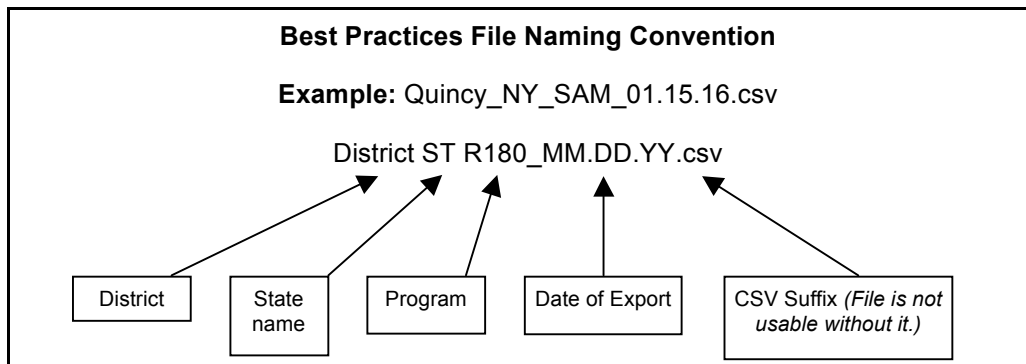 Best Practices File Naming Convention
Example: Quincy_NY_SAM_01.15.16.csv
District ST R180_MM.DD.YY.csv
District
State
name
Program
Date of Export
CSV Suffix (File is not
usable without it.)